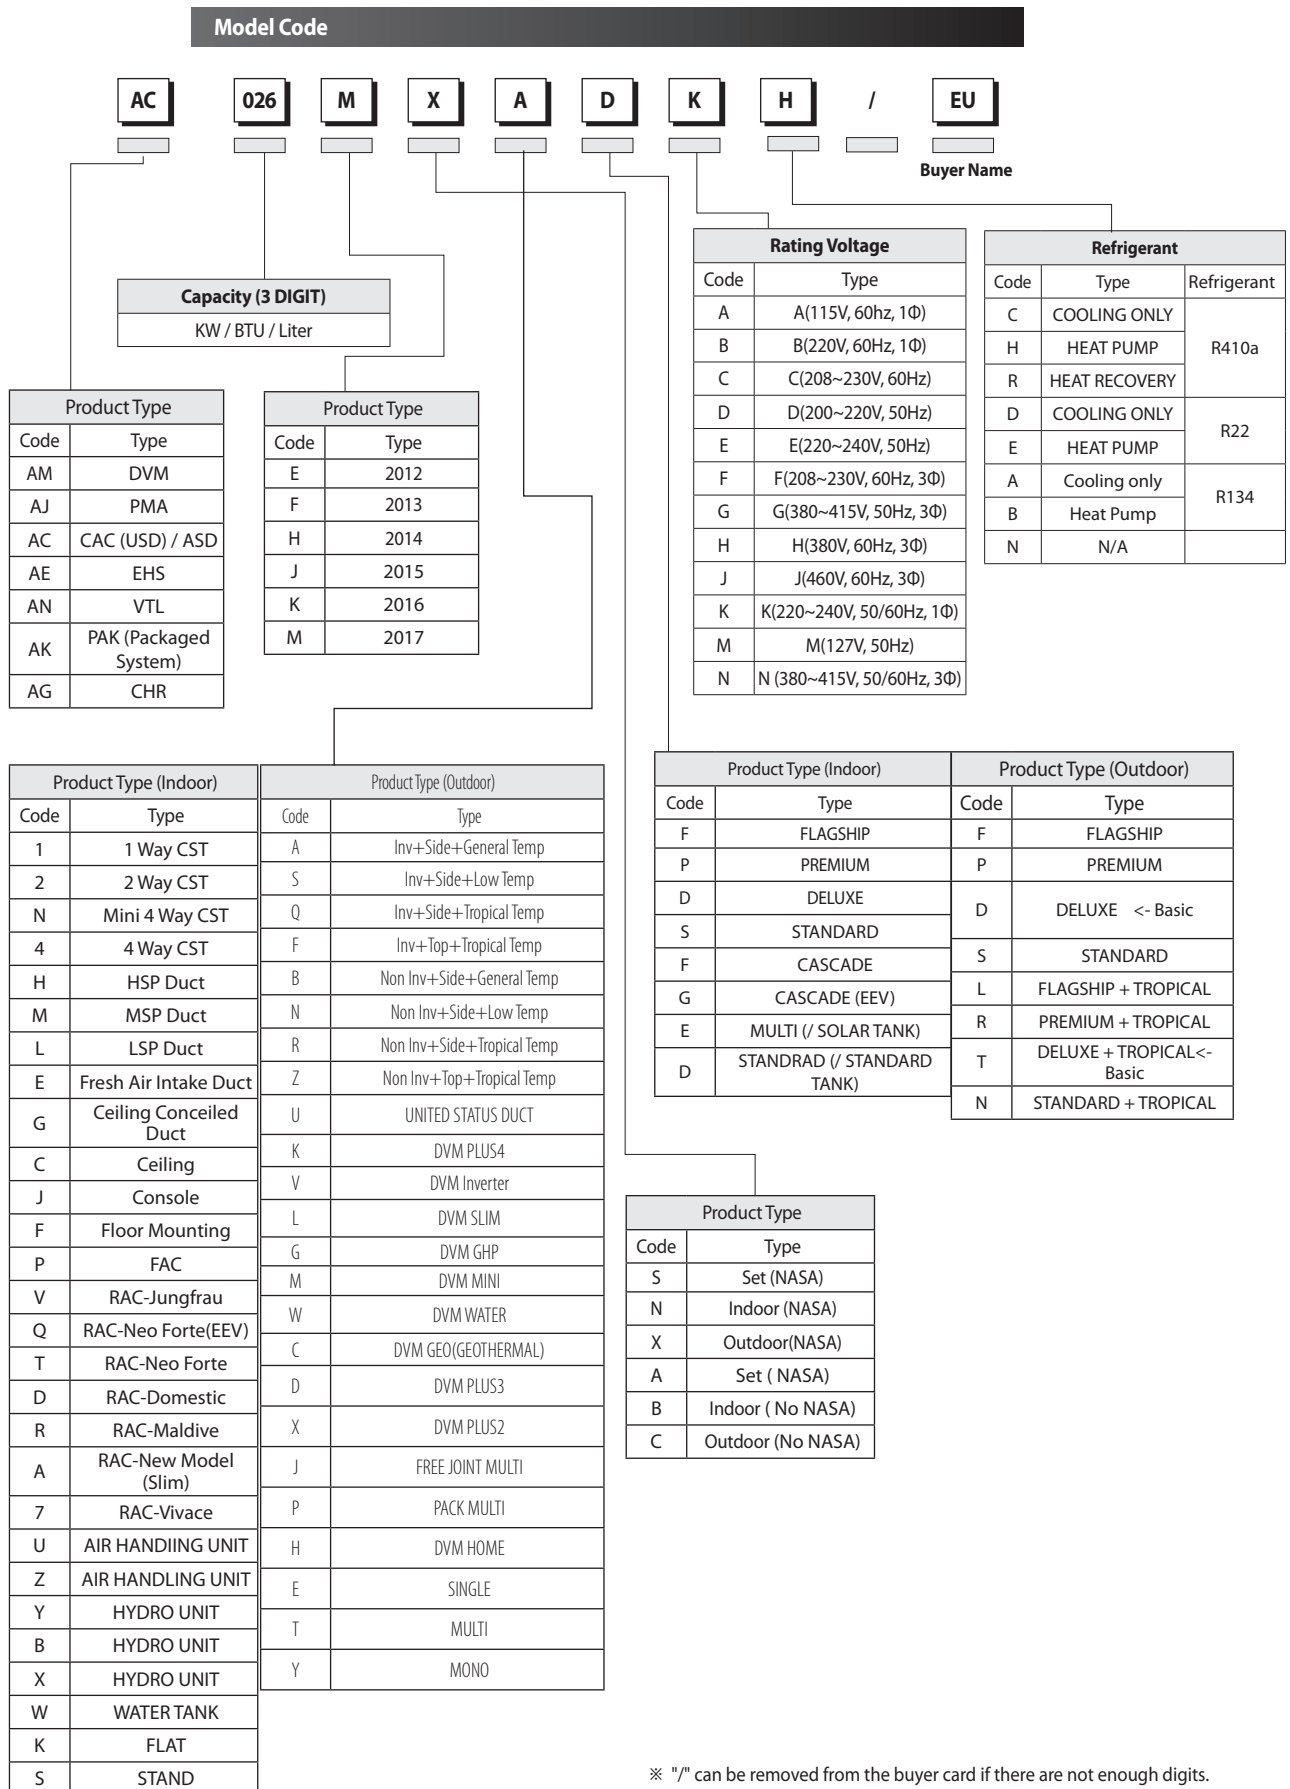 Model Code
AC 026 M X A D K H / EU
Buyer Name
Capacity (3 DIGIT)
KW / BTU / Liter
Rating Voltage
Code Type
A A(115V, 60hz, 1Φ)
B B(220V, 60Hz, 1Φ)
C C(208~230V, 60Hz)
D D(200~220V, 50Hz)
E E(220~240V, 50Hz)
F F(208~230V, 60Hz, 3Φ)
G G(380~415V, 50Hz, 3Φ)
H H(380V, 60Hz, 3Φ)
J J(460V, 60Hz, 3Φ)
K K(220~240V, 50/60Hz, 1Φ)
M M(127V, 50Hz)
N N (380~415V, 50/60Hz, 3Φ)
Refrigerant
Code Type Refrigerant
C COOLING ONLY
H HEAT PUMP R410a
R HEAT RECOVERY
D COOLING ONLY
R22
E HEAT PUMP
A Cooling only
R134
B Heat Pump
N N/A
Product Type
Code Type
AM DVM
AJ PMA
AC CAC (USD) / ASD
AE EHS
AN VTL
AK PAK (Packaged
System)
AG CHR
Product Type
Code Type
E 2012
F 2013
H 2014
J 2015
K 2016
M 2017
Product Type (Indoor)
Code Type
1 1 Way CST
2 2 Way CST
N Mini 4 Way CST
4 4 Way CST
H HSP Duct
M MSP Duct
L LSP Duct
E Fresh Air Intake Duct
G Ceiling Conceiled
Duct
C Ceiling
J Console
F Floor Mounting
P FAC
V RAC-Jungfrau
Q RAC-Neo Forte(EEV)
T RAC-Neo Forte
D RAC-Domestic
R RAC-Maldive
A RAC-New Model
(Slim)
7 RAC-Vivace
U AIR HANDIING UNIT
Z AIR HANDLING UNIT
Y HYDRO UNIT
B HYDRO UNIT
X HYDRO UNIT
W WATER TANK
K FLAT
S STAND
Product Type (Outdoor)
Code Type
A Inv+Side+General Temp
S Inv+Side+Low Temp
Q Inv+Side+Tropical Temp
F Inv+Top+Tropical Temp
B Non Inv+Side+General Temp
N Non Inv+Side+Low Temp
R Non Inv+Side+Tropical Temp
Z Non Inv+Top+Tropical Temp
U UNITED STATUS DUCT
K DVM PLUS4
V DVM Inverter
L DVM SLIM
G DVM GHP
M DVM MINI
W DVM WATER
C DVM GEO(GEOTHERMAL)
D DVM PLUS3
X DVM PLUS2
J FREE JOINT MULTI
P PACK MULTI
H DVM HOME
E SINGLE
T MULTI
Y MONO
Product Type (Indoor)
Code Type
F FLAGSHIP
P PREMIUM
D DELUXE
S STANDARD
F CASCADE
G CASCADE (EEV)
E MULTI (/ SOLAR TANK)
D STANDRAD (/ STANDARD
TANK)
Product Type (Outdoor)
Code Type
F FLAGSHIP
P PREMIUM
D DELUXE <- Basic
S STANDARD
L FLAGSHIP + TROPICAL
R PREMIUM + TROPICAL
T DELUXE + TROPICAL<-
Basic
N STANDARD + TROPICAL
Product Type
Code Type
S Set (NASA)
N Indoor (NASA)
X Outdoor(NASA)
A Set ( NASA)
B Indoor ( No NASA)
C Outdoor (No NASA)
※ "/" can be removed from the buyer card if there are not enough digits.